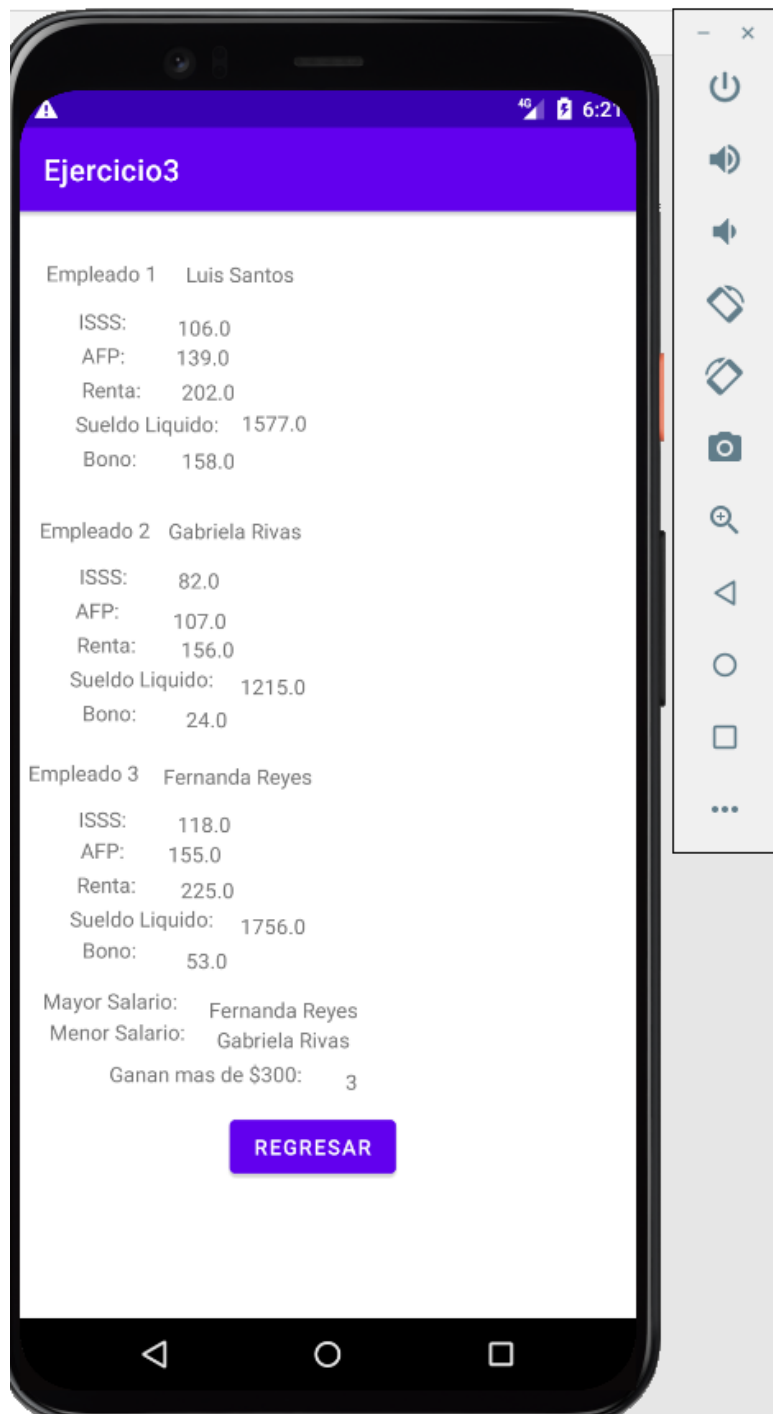 4G 6:21
Ejercicio3
Empleado 1 Luis Santos
ISSS: 106.0
AFP: 139.0
Renta: 202.0
Sueldo Liquido: 1577.0
Bono: 158.0
Empleado 2 Gabriela Rivas
ISSS: 82.0
AFP: 107.0
Renta: 156.0
Sueldo Liquido: 1215.0
Bono: 24.0
Empleado 3 Fernanda Reyes
ISSS: 118.0
AFP: 155.0
Renta: 225.0
Sueldo Liquido: 1756.0
Bono: 53.0
Mayor Salario: Fernanda Reyes
Menor Salario: Gabriela Rivas
Ganan mas de $300: 3
REGRESAR